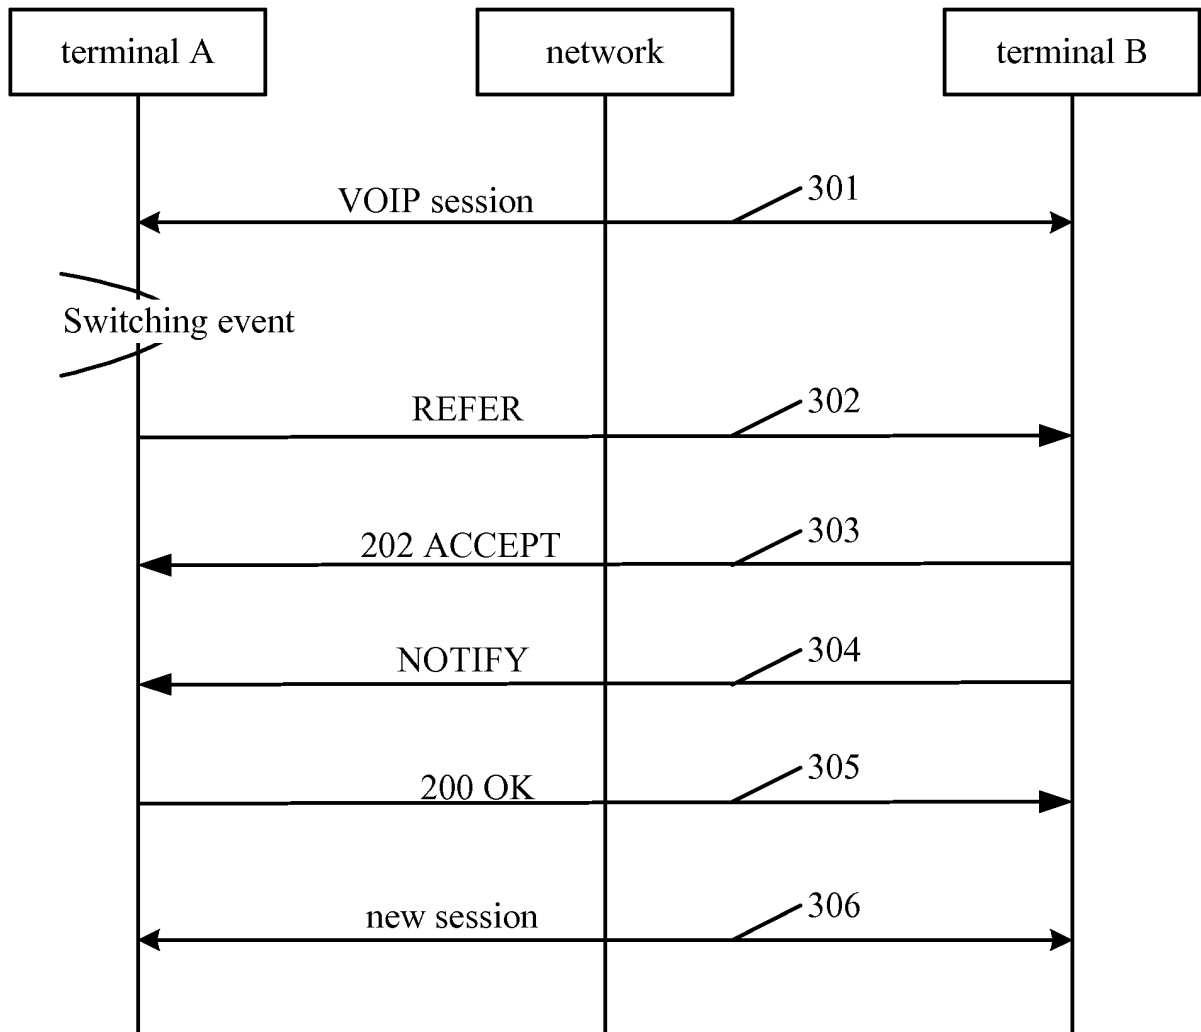 terminal A
network
terminal B
VOIP session
301
Switching event
REFER
302
202 ACCEPT
303
NOTIFY
304
200 OK
305
new session
306